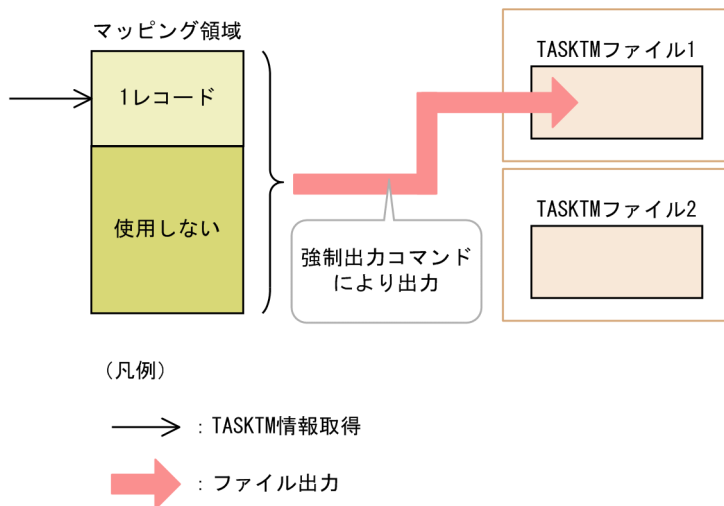 マッピング領域
1レコード
使用しない
強制出力コマンド
により出力
TASKTMファイル1
TASKTMファイル2
（凡例）
：TASKTM情報取得
：ファイル出力